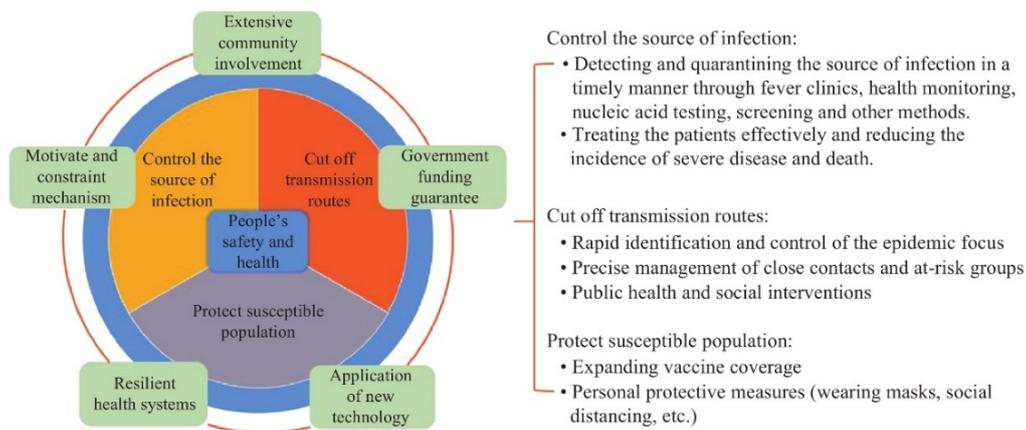 Extensive
community
involvement
Motivate and
constraint
mechanism
Control the
source of
infection
Cut off
transmission
routes
Government
funding
guarantee
People's
safety and
health
Protect susceptible
population
Resilient
health systems
Application
of new
technology
Control the source of infection:
• Detecting and quarantining the source of infection in a
timely manner through fever clinics, health monitoring,
nucleic acid testing, screening and other methods.
• Treating the patients effectively and reducing the
incidence of severe disease and death.
Cut off transmission routes:
• Rapid identification and control of the epidemic focus
• Precise management of close contacts and at-risk groups
• Public health and social interventions
Protect susceptible population:
• Expanding vaccine coverage
• Personal protective measures (wearing masks, social
distancing, etc.)